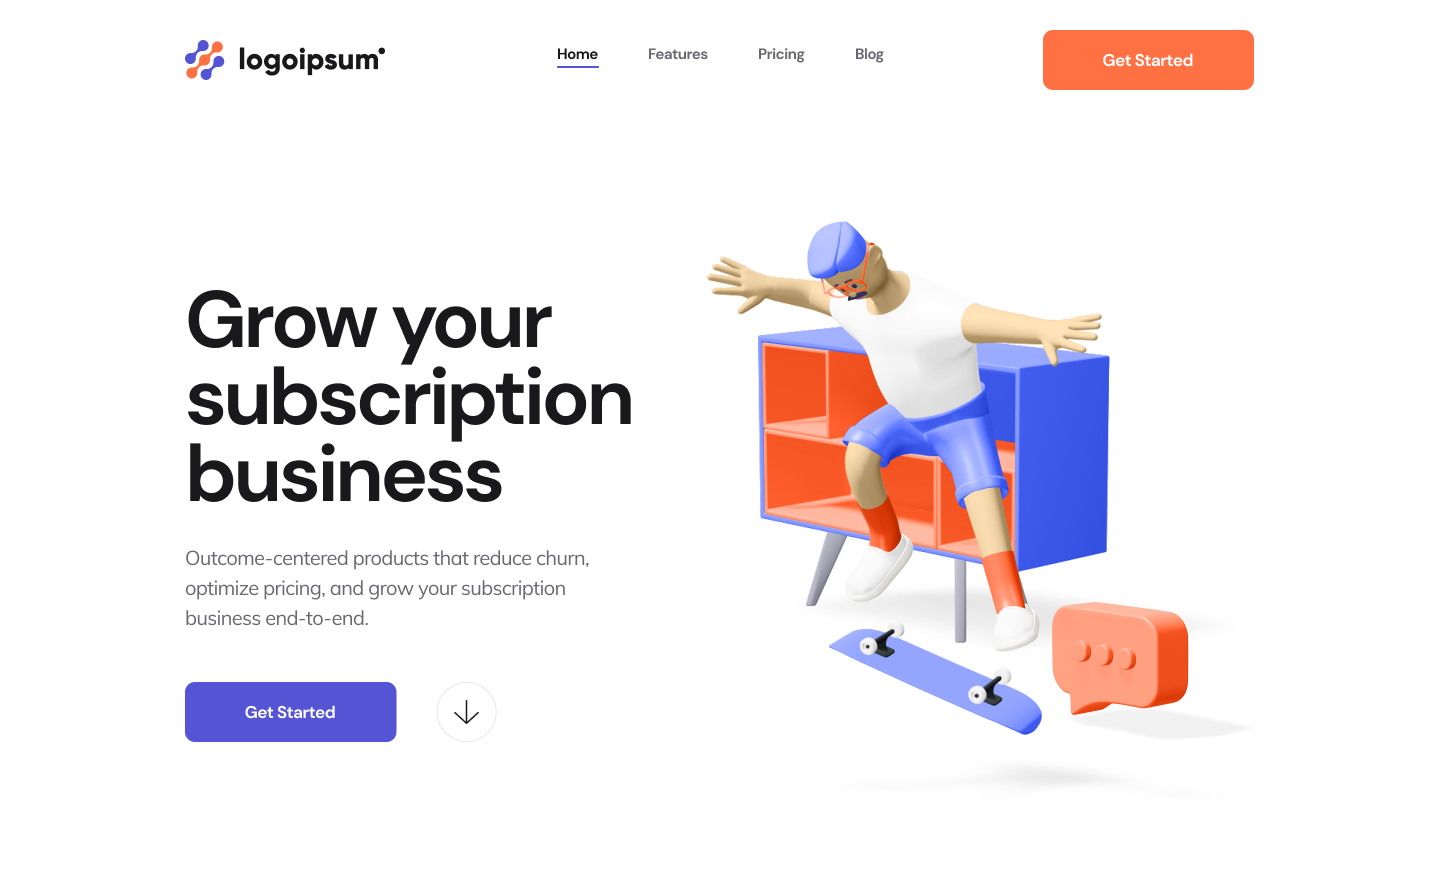 logoipsum
Home
Features
Pricing
Blog
Get Started
Grow your
subscription
business
Outcome-centered products that reduce churn,
optimize pricing, and grow your subscription
business end-to-end.
Get Started